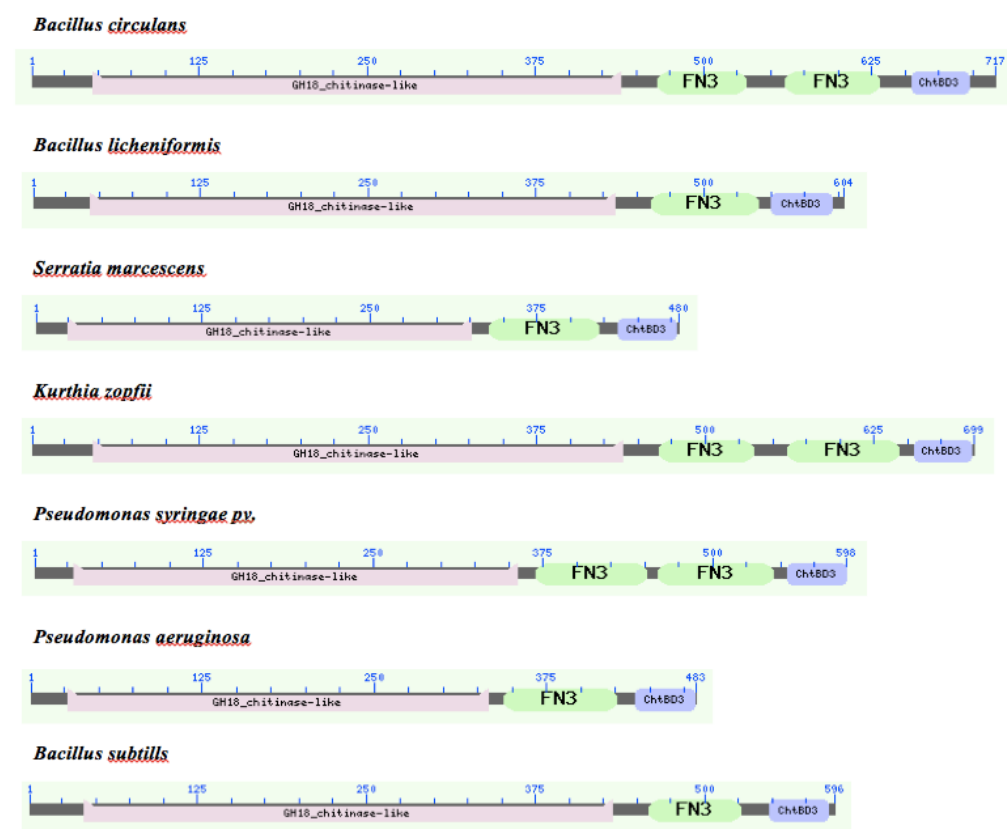 Bacillus circulans
1 125 250 375 500 625 717
GH18_chitinase-like FN3 FN3 ChtBD3
Bacillus licheniformis
1 125 250 375 500 604
GH18_chitinase-like FN3 ChtBD3
Serratia marcescens
1 125 250 375 480
GH18_chitinase-like FN3 ChtBD3
Kurthia zopfii
1 125 250 375 500 625 699
GH18_chitinase-like FN3 FN3 ChtBD3
Pseudomonas syringae pv.
1 125 250 375 500 598
GH18_chitinase-like FN3 FN3 ChtBD3
Pseudomonas aeruginosa
1 125 250 375 483
GH18_chitinase-like FN3 ChtBD3
Bacillus subtills
1 125 250 375 500 596
GH18_chitinase-like FN3 ChtBD3